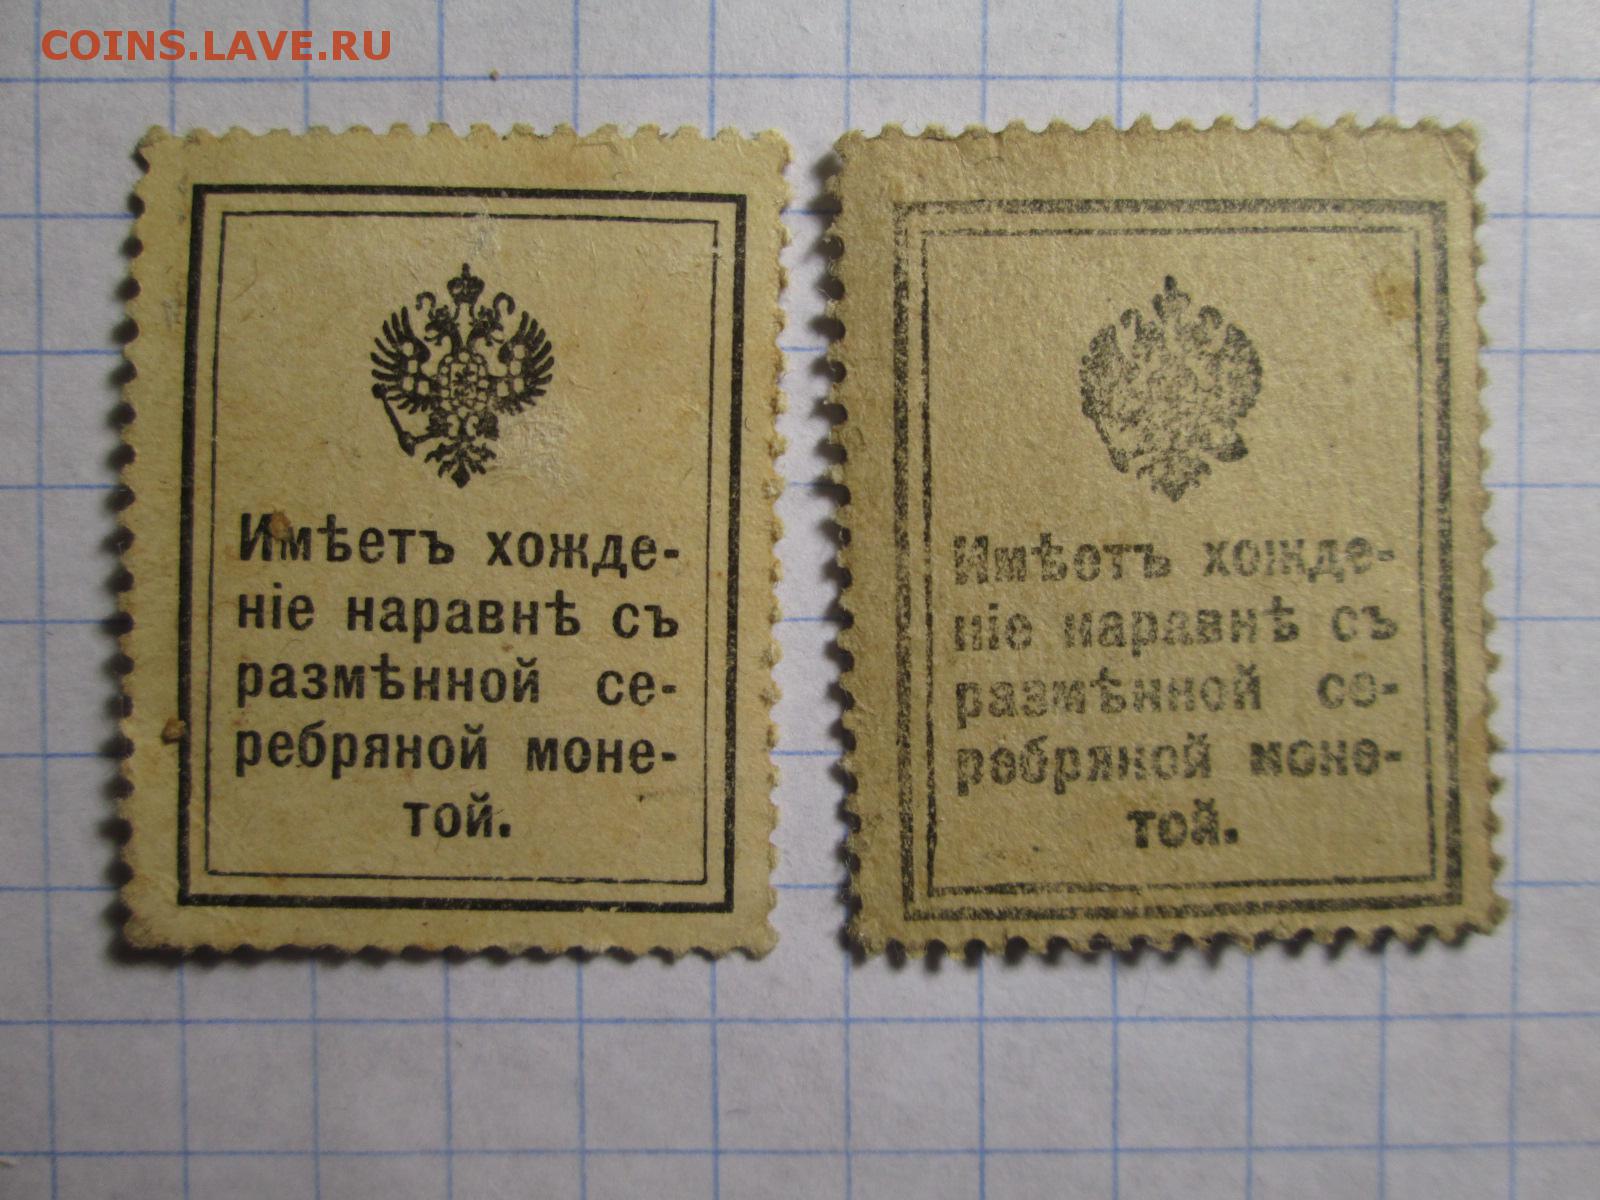 COINS.LAVE.RU
Имѣетъ хожде-
ніе наравнѣ съ
размѣнной се-
ребряной моне-
той.
Имѣетъ хожде-
ніе наравнѣ съ
размѣнной се-
ребряной моне-
той.